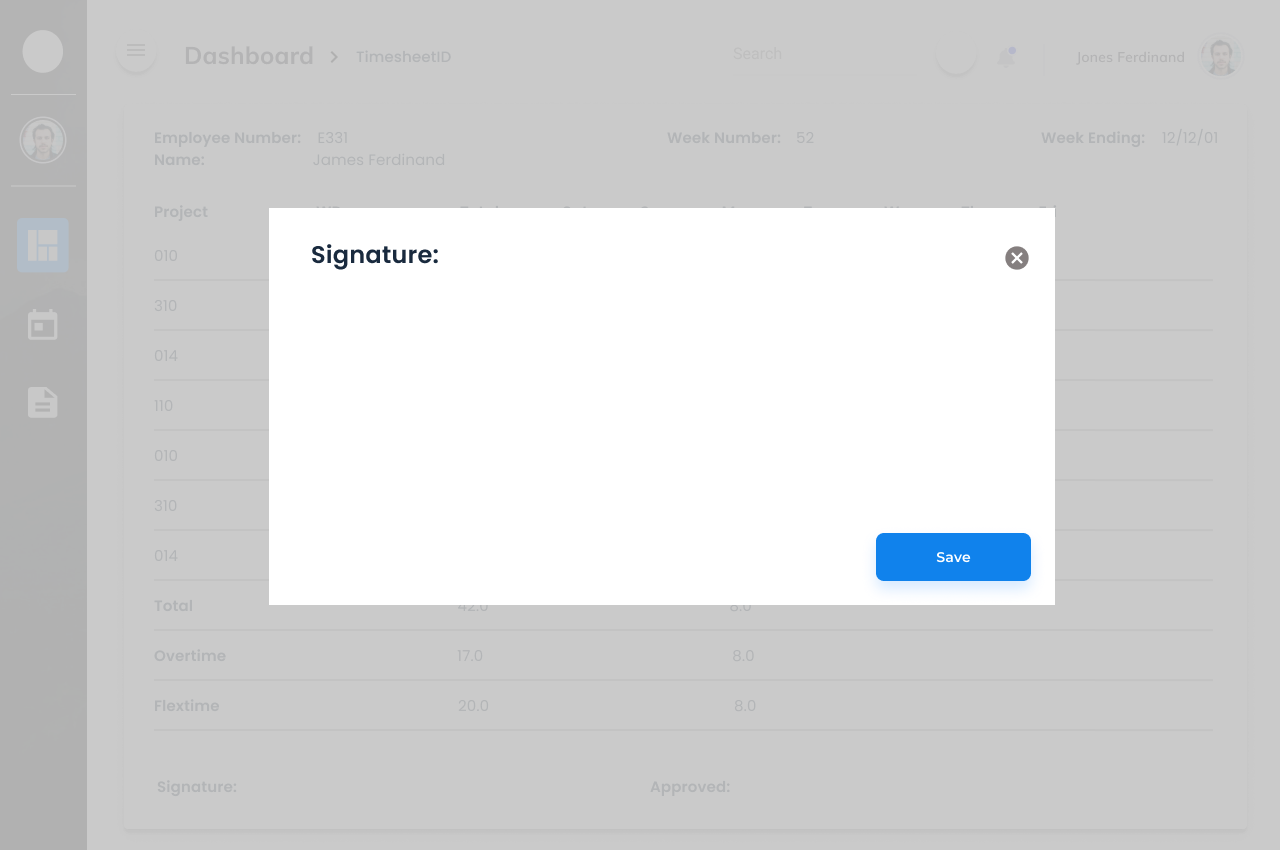 Dashboard > TimesheetID Search Jones Ferdinand
Employee Number: E331 Week Number: 52 Week Ending: 12/12/01
Name: James Ferdinand
Project
010
Signature:
310
014
110
010
310
014
Save
Total 42.0 8.0
Overtime 17.0 8.0
Flextime 20.0 8.0
Signature: Approved: